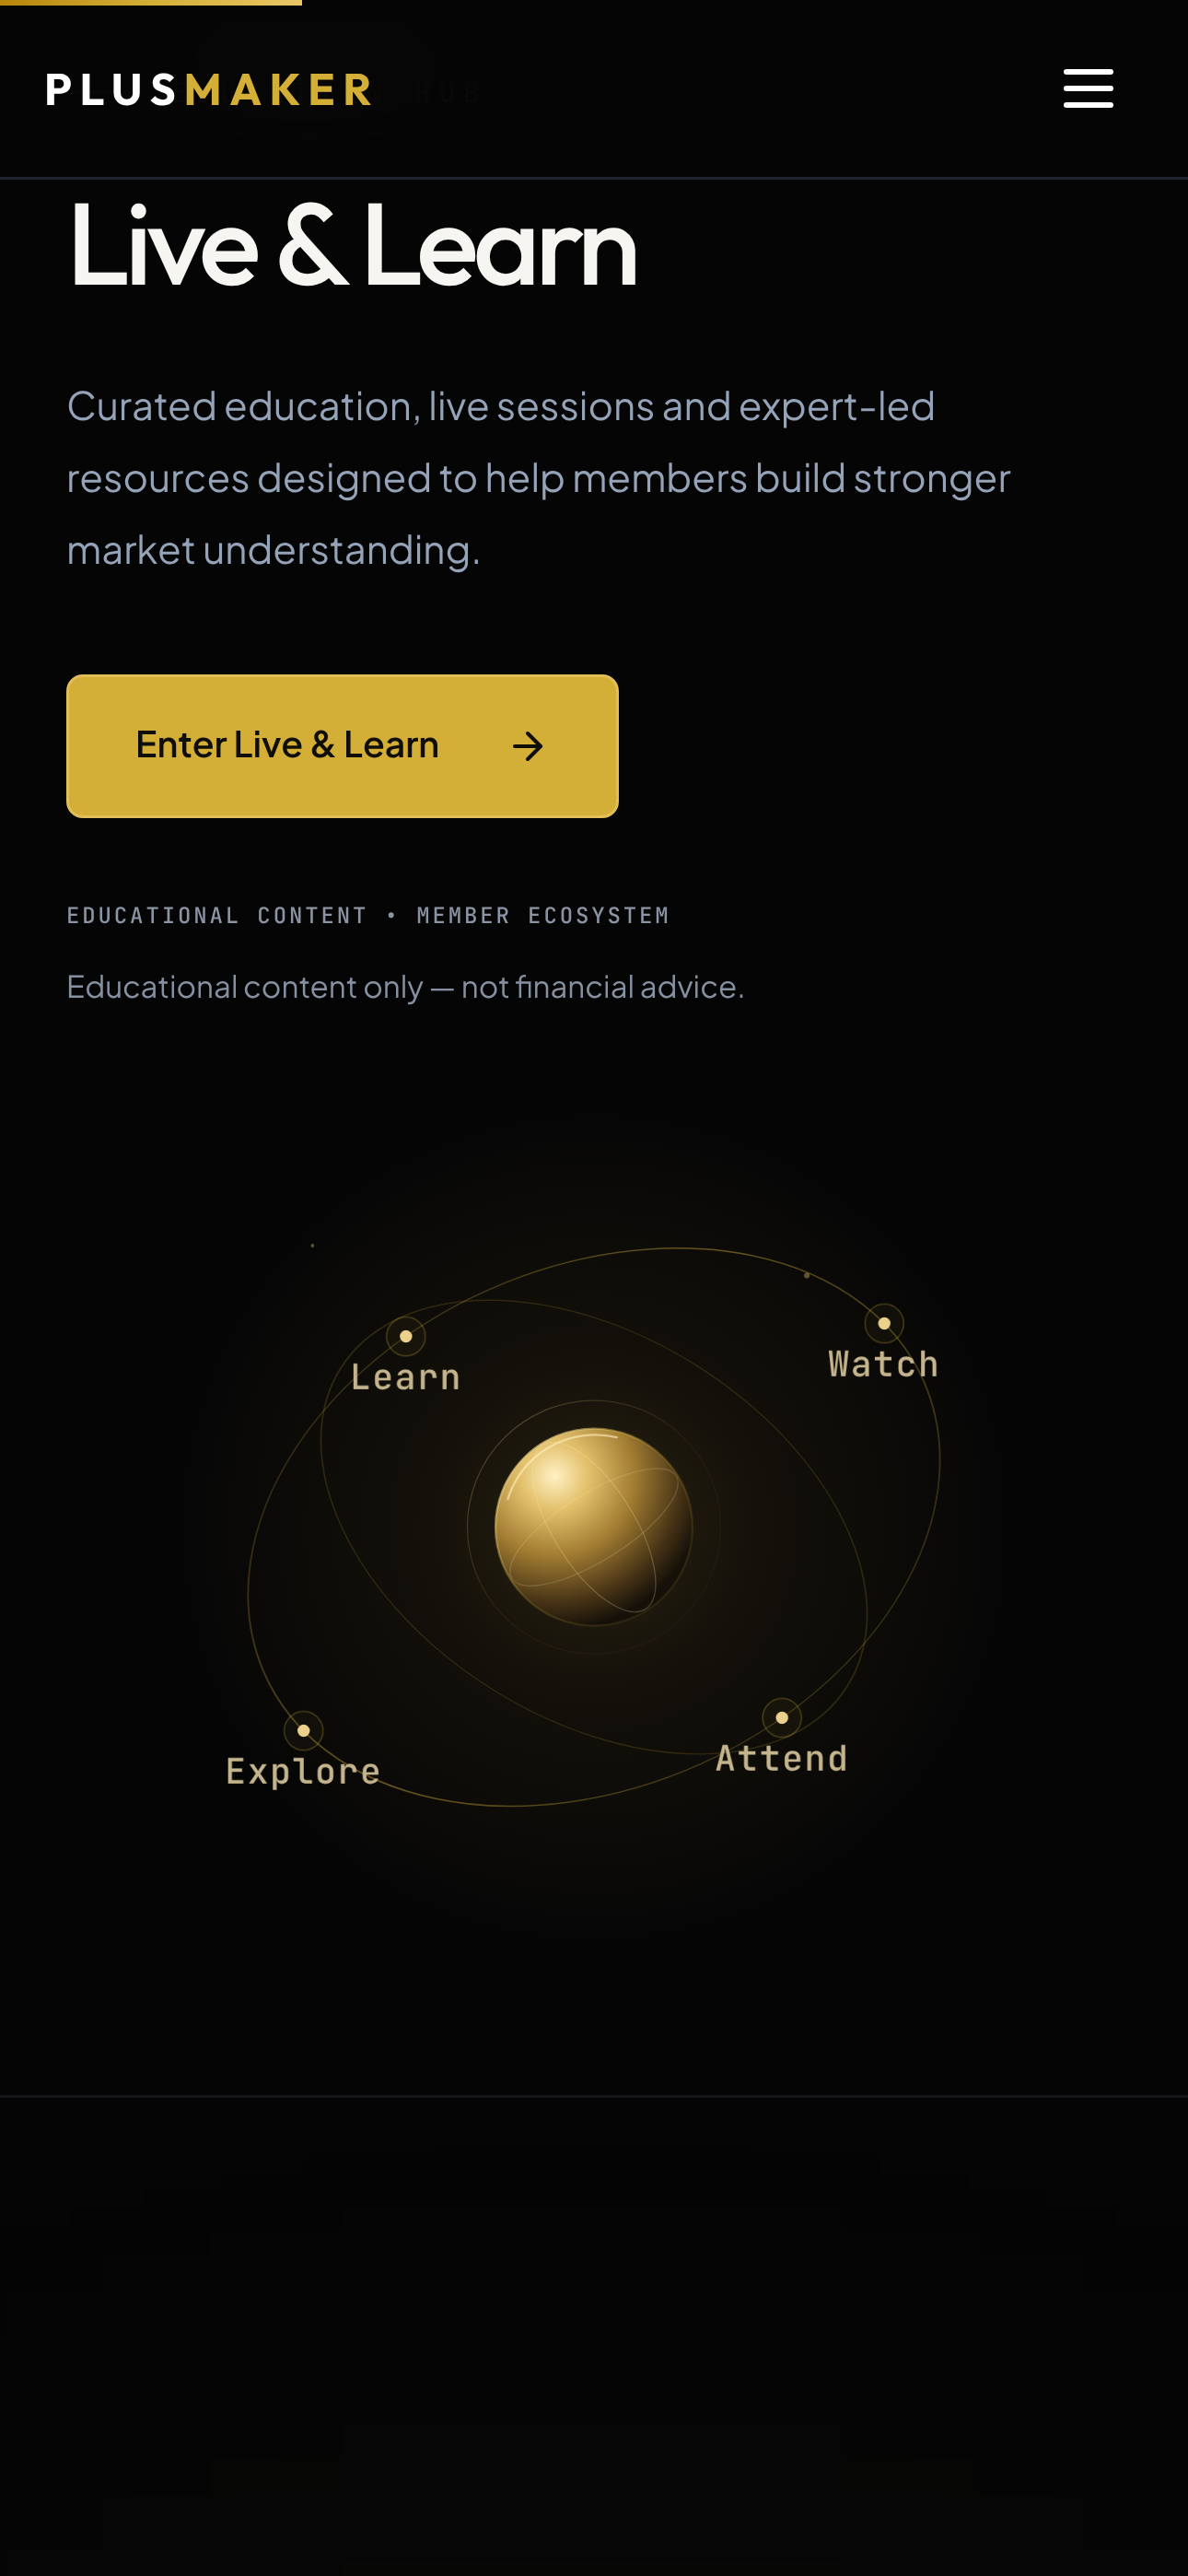 PLUSMAKER
HUB
Live & Learn
Curated education, live sessions and expert-led
resources designed to help members build stronger
market understanding.
Enter Live & Learn →
EDUCATIONAL CONTENT • MEMBER ECOSYSTEM
Educational content only — not financial advice.
Learn
Watch
Explore
Attend